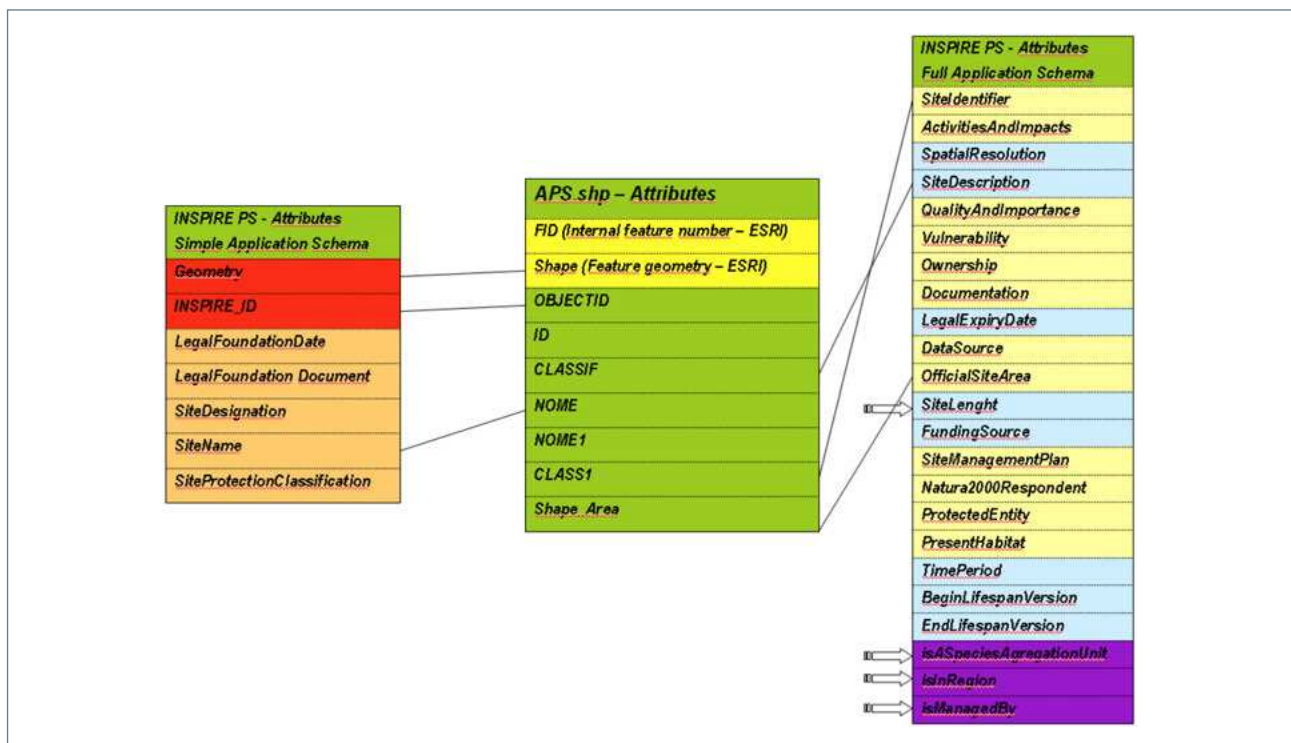 INSPIRE PS - Attributes
Simple Application Schema
Geometry
INSPIRE_ID
LegalFoundationDate
LegalFoundation Document
SiteDesignation
SiteName
SiteProtectionClassification
APS.shp – Attributes
FID (Internal feature number – ESRI)
Shape (Feature geometry – ESRI)
OBJECTID
ID
CLASSIF
NOME
NOME1
CLASS1
Shape_Area
INSPIRE PS - Attributes
Full Application Schema
SiteIdentifier
ActivitiesAndImpacts
SpatialResolution
SiteDescription
QualityAndImportance
Vulnerability
Ownership
Documentation
LegalExpiryDate
DataSource
OfficialSiteArea
SiteLenght
FundingSource
SiteManagementPlan
Natura2000Respondent
ProtectedEntity
PresentHabitat
TimePeriod
BeginLifespanVersion
EndLifespanVersion
isASpeciesAgregationUnit
isInRegion
isManagedBy